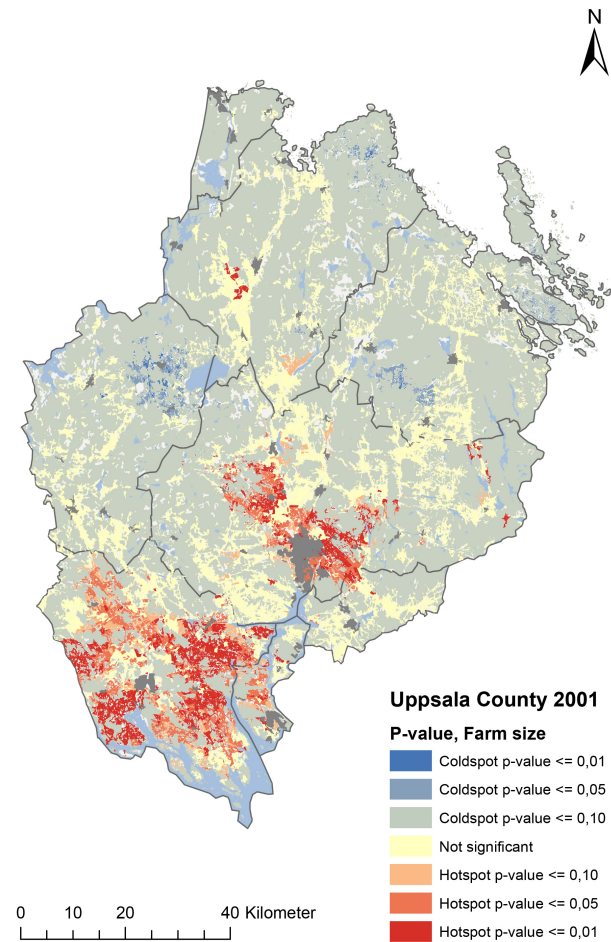 N
Uppsala County 2001
P-value, Farm size
Coldspot p-value <= 0,01
Coldspot p-value <= 0,05
Coldspot p-value <= 0,10
Not significant
Hotspot p-value <= 0,10
Hotspot p-value <= 0,05
Hotspot p-value <= 0,01
0 10 20 40 Kilometer